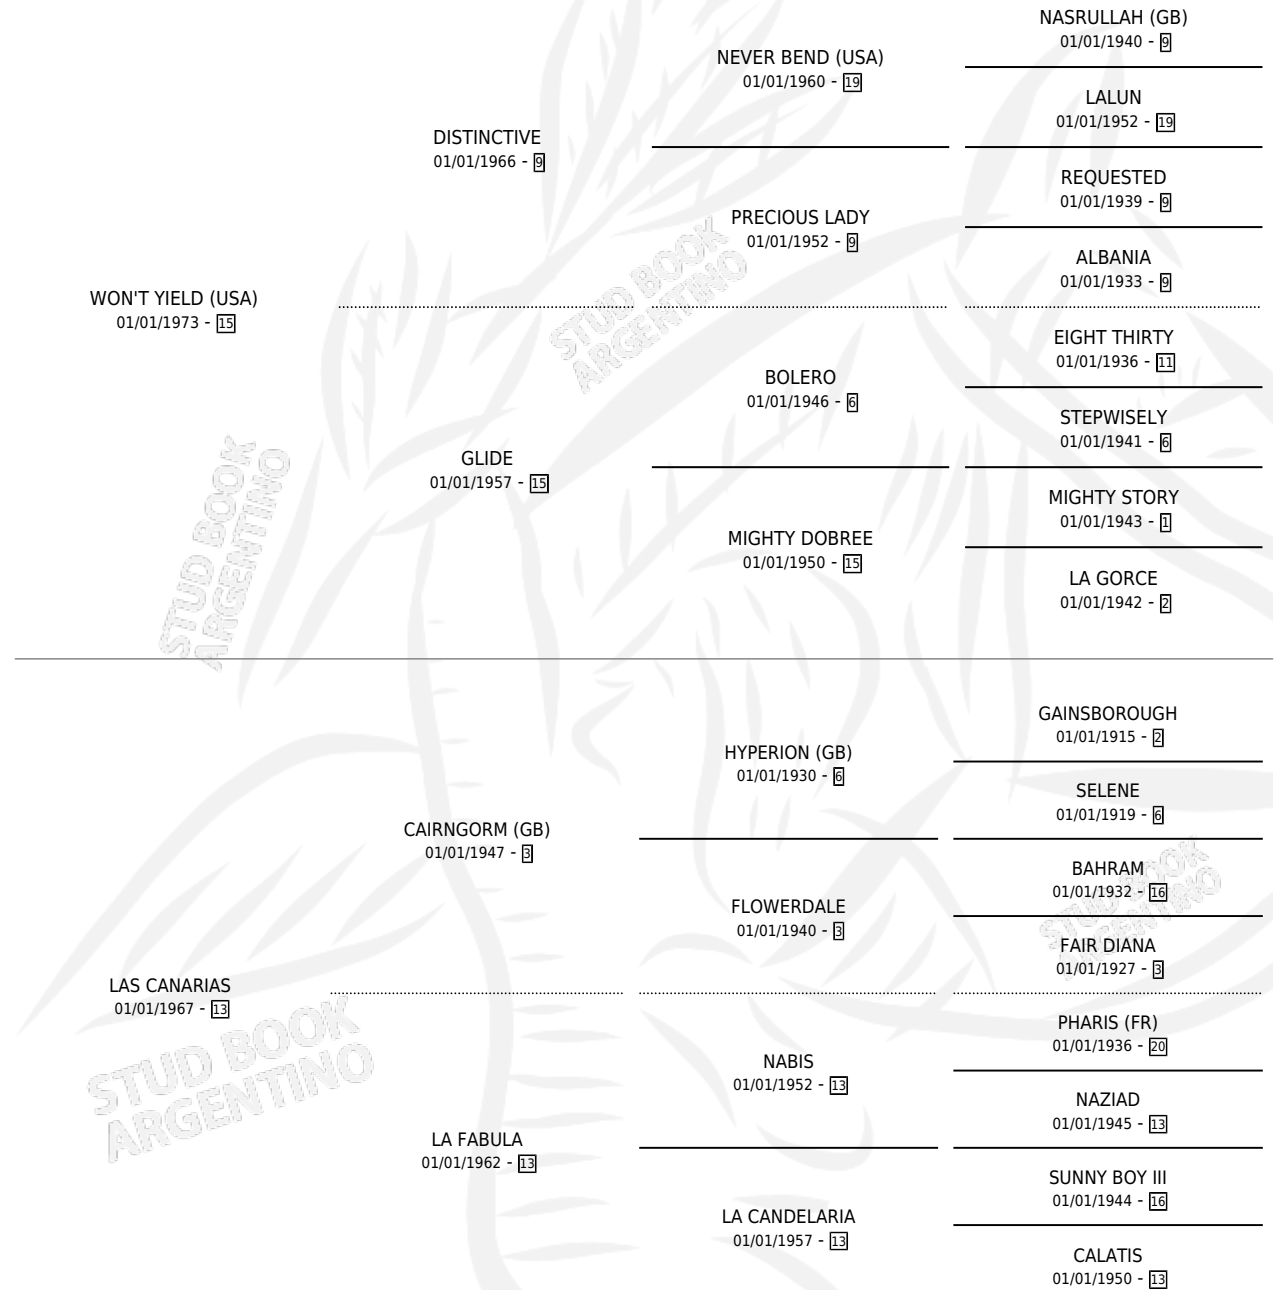 NASRULLAH (GB)
01/01/1940 - 9
NEVER BEND (USA)
01/01/1960 - 19
LALUN
01/01/1952 - 19
DISTINCTIVE
01/01/1966 - 9
REQUESTED
01/01/1939 - 9
PRECIOUS LADY
01/01/1952 - 9
ALBANIA
01/01/1933 - 9
WON'T YIELD (USA)
01/01/1973 - 15
EIGHT THIRTY
01/01/1936 - 11
BOLERO
01/01/1946 - 6
STEPWISELY
01/01/1941 - 6
GLIDE
01/01/1957 - 15
MIGHTY STORY
01/01/1943 - 1
MIGHTY DOBREE
01/01/1950 - 15
LA GORCE
01/01/1942 - 2
GAINSBOROUGH
01/01/1915 - 2
HYPERION (GB)
01/01/1930 - 6
SELENE
01/01/1919 - 6
CAIRNGORM (GB)
01/01/1947 - 3
BAHRAM
01/01/1932 - 16
FLOWERDALE
01/01/1940 - 3
FAIR DIANA
01/01/1927 - 3
LAS CANARIAS
01/01/1967 - 13
PHARIS (FR)
01/01/1936 - 20
NABIS
01/01/1952 - 13
NAZIAD
01/01/1945 - 13
LA FABULA
01/01/1962 - 13
SUNNY BOY III
01/01/1944 - 16
LA CANDELARIA
01/01/1957 - 13
CALATIS
01/01/1950 - 13
STUD BOOK
ARGENTINO
STUD BOOK
ARGENTINO
STUD BOOK
ARGENTINO
STUD BOOK
ARGENTINO